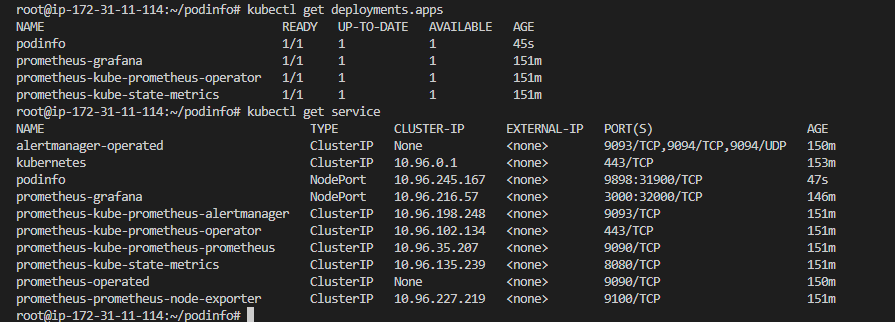 root@ip-172-31-11-114:~/podinfo# kubectl get deployments.apps
NAME                                  READY   UP-TO-DATE   AVAILABLE   AGE
podinfo                               1/1     1            1           45s
prometheus-grafana                    1/1     1            1           151m
prometheus-kube-prometheus-operator   1/1     1            1           151m
prometheus-kube-state-metrics         1/1     1            1           151m
root@ip-172-31-11-114:~/podinfo# kubectl get service
NAME                                      TYPE        CLUSTER-IP      EXTERNAL-IP   PORT(S)                      AGE
alertmanager-operated                     ClusterIP   None            <none>        9093/TCP,9094/TCP,9094/UDP   150m
kubernetes                                ClusterIP   10.96.0.1       <none>        443/TCP                      153m
podinfo                                   NodePort    10.96.245.167   <none>        9898:31900/TCP               47s
prometheus-grafana                        NodePort    10.96.216.57    <none>        3000:32000/TCP               146m
prometheus-kube-prometheus-alertmanager   ClusterIP   10.96.198.248   <none>        9093/TCP                     151m
prometheus-kube-prometheus-operator       ClusterIP   10.96.102.134   <none>        443/TCP                      151m
prometheus-kube-prometheus-prometheus     ClusterIP   10.96.35.207    <none>        9090/TCP                     151m
prometheus-kube-state-metrics             ClusterIP   10.96.135.239   <none>        8080/TCP                     151m
prometheus-operated                       ClusterIP   None            <none>        9090/TCP                     150m
prometheus-prometheus-node-exporter       ClusterIP   10.96.227.219   <none>        9100/TCP                     151m
root@ip-172-31-11-114:~/podinfo#